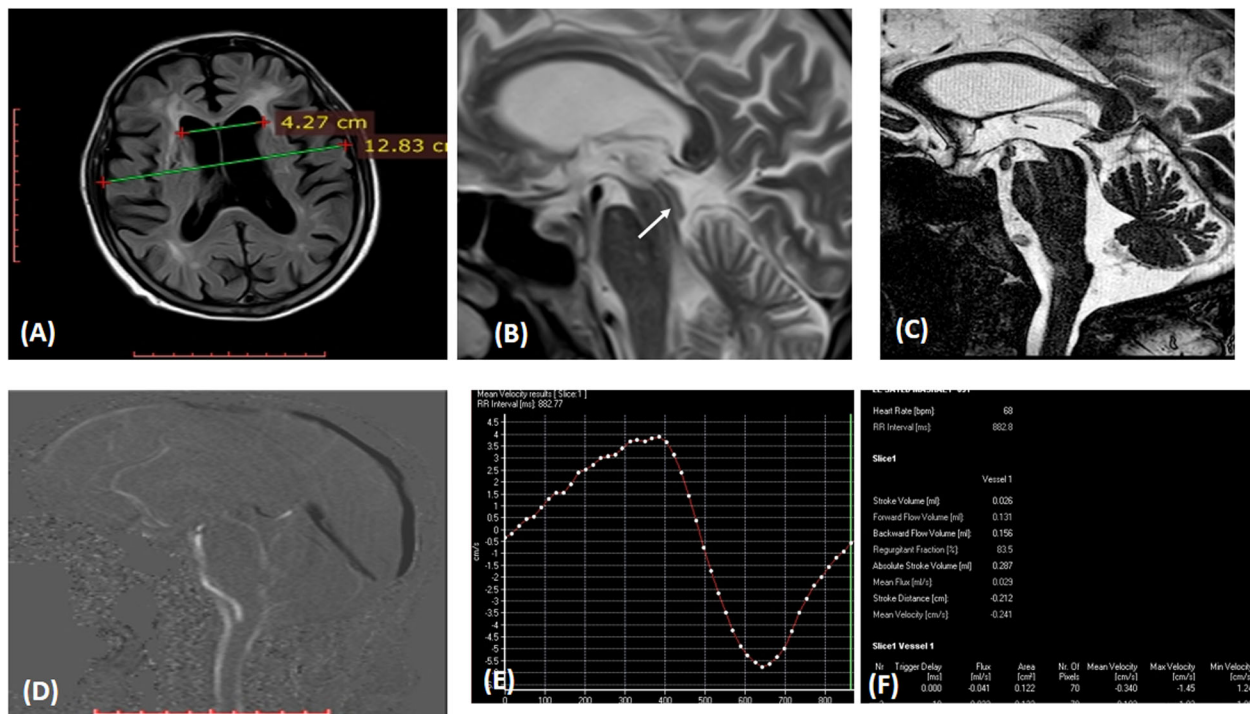 4.27 cm
12.83 c
(A)
(B)
(C)
(D)
Mean Velocity results [ Slice:1 ]
RR Interval [ms]: 882.77
4.5
4
3.5
3
2.5
2
1.5
1
0.5
0
-0.5
-1
-1.5
-2
-2.5
-3
-3.5
-4
-4.5
-5
-5.5
cm/s
0 100 200 300 400 500 600 700 800
(E)
Heart Rate [bpm]: 68
RR Interval [ms]: 882.8
Slice1
Vessel 1
Stroke Volume [ml]: 0.026
Forward Flow Volume [ml]: 0.131
Backward Flow Volume [ml]: 0.156
Regurgitant Fraction [%]: 83.5
Absolute Stroke Volume [ml] 0.287
Mean Flux [ml/s]: 0.029
Stroke Distance [cm]: -0.212
Mean Velocity [cm/s]: -0.241
Slice1 Vessel 1
Nr Trigger Delay Flux Area Nr. Of Mean Velocity Max Velocity Min Velocity
[ms] [ml/s] [cm²] Pixels [cm/s] [cm/s] [cm/s]
0.000 -0.041 0.122 70 -0.340 -1.45 1.24
(F)